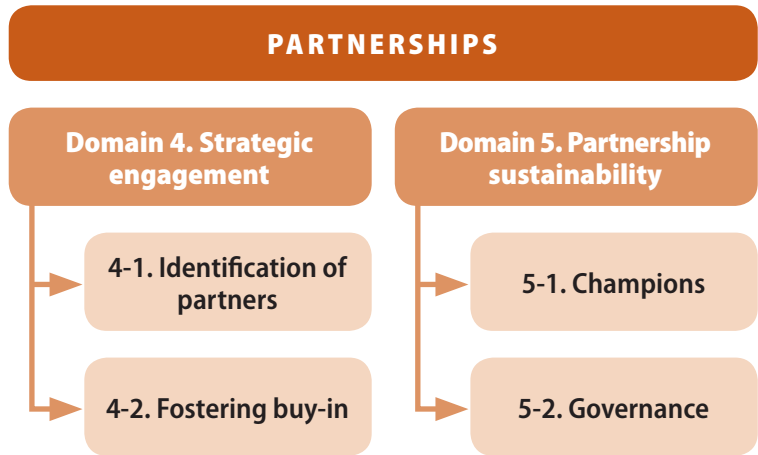 PARTNERSHIPS
Domain 4. Strategic
engagement
4-1. Identification of
partners
4-2. Fostering buy-in
Domain 5. Partnership
sustainability
5-1. Champions
5-2. Governance